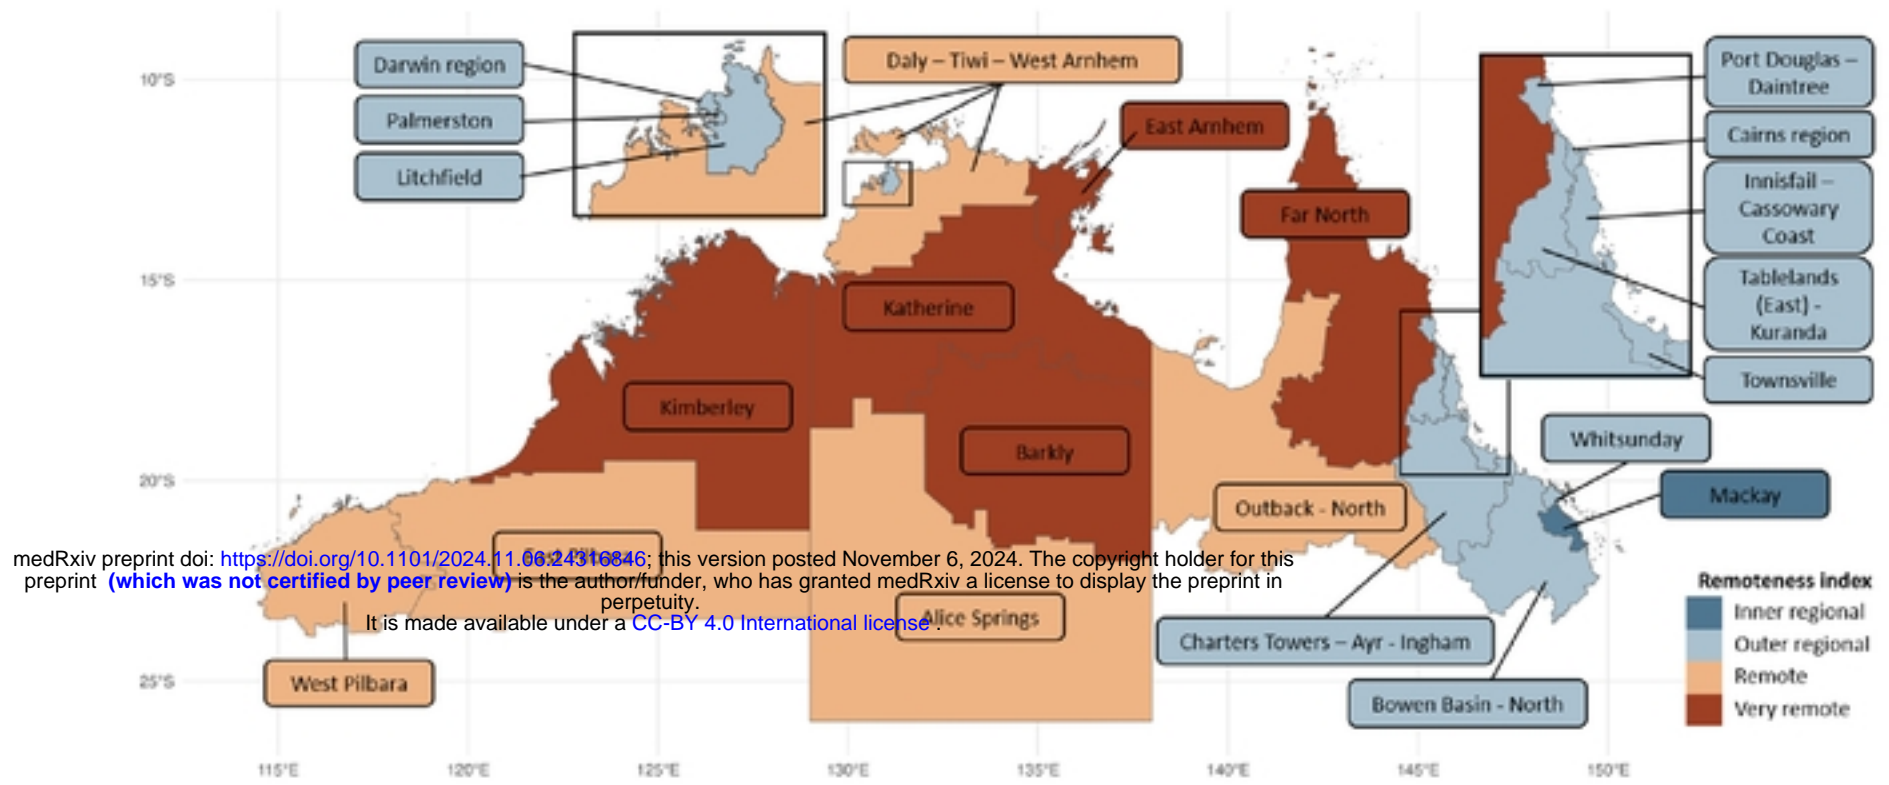 Darwin region
Palmerston
Litchfield
Daly – Tiwi – West Arnhem
East Arnhem
Far North
Port Douglas –
Daintree
Cairns region
Innisfail –
Cassowary
Coast
Tablelands
(East) -
Kuranda
Townsville
Katherine
Kimberley
Barkly
Whitsunday
Mackay
Outback - North
medRxiv preprint doi: https://doi.org/10.1101/2024.11.06.24316846; this version posted November 6, 2024. The copyright holder for this
preprint (which was not certified by peer review) is the author/funder, who has granted medRxiv a license to display the preprint in
perpetuity.
It is made available under a CC-BY 4.0 International license .
Alice Springs
West Pilbara
Charters Towers – Ayr - Ingham
Bowen Basin - North
Remoteness index
Inner regional
Outer regional
Remote
Very remote
10°S
15°S
20°S
25°S
115°E
120°E
125°E
130°E
135°E
140°E
145°E
150°E